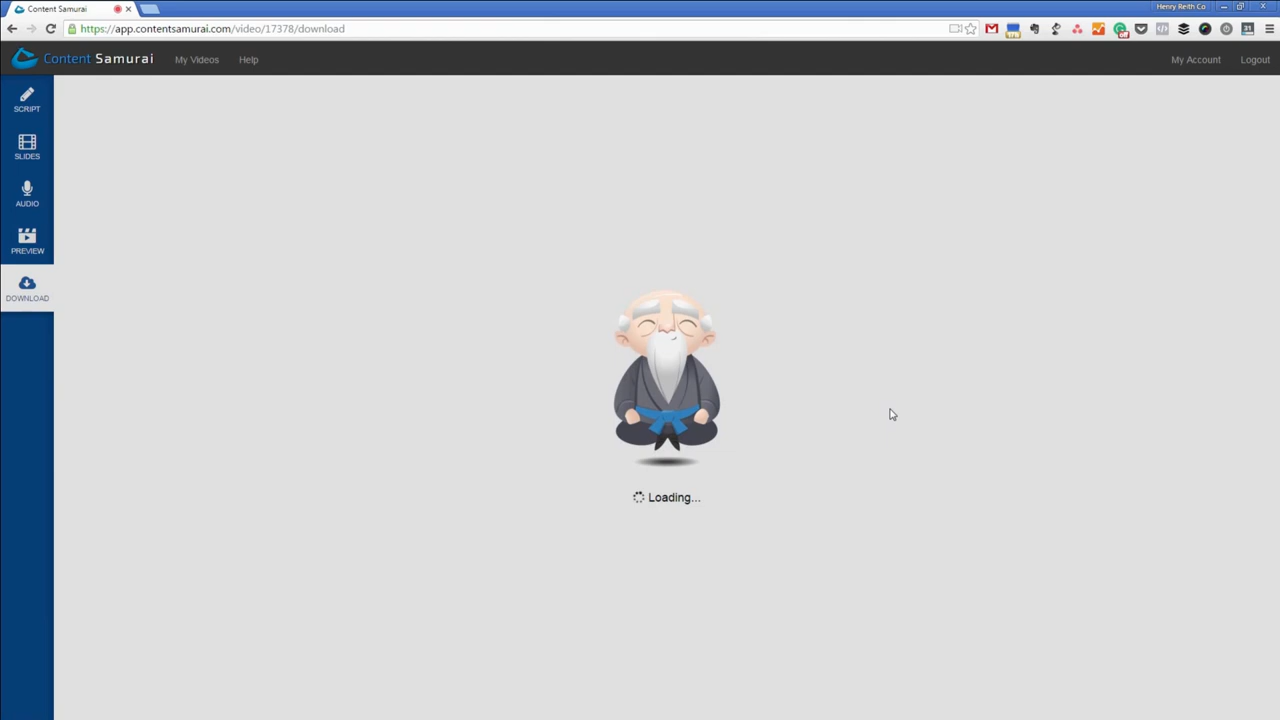 Content Samurai
Henry Reith Co
https://app.contentsamurai.com/video/17378/download
Content Samurai
My Videos
Help
My Account
Logout
SCRIPT
SLIDES
AUDIO
PREVIEW
DOWNLOAD
Loading...